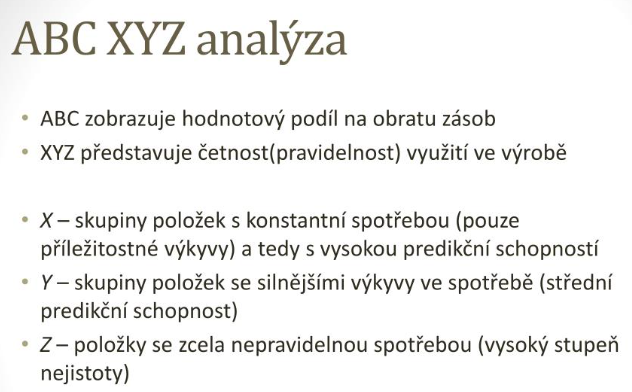 ABC XYZ analýza
• ABC zobrazuje hodnotový podíl na obratu zásob
• XYZ představuje četnost(pravidelnost) využití ve výrobě
• X – skupiny položek s konstantní spotřebou (pouze
příležitostné výkyvy) a tedy s vysokou predikční schopností
• Y – skupiny položek se silnějšími výkyvy ve spotřebě (střední
predikční schopnost)
• Z – položky se zcela nepravidelnou spotřebou (vysoký stupeň
nejistoty)